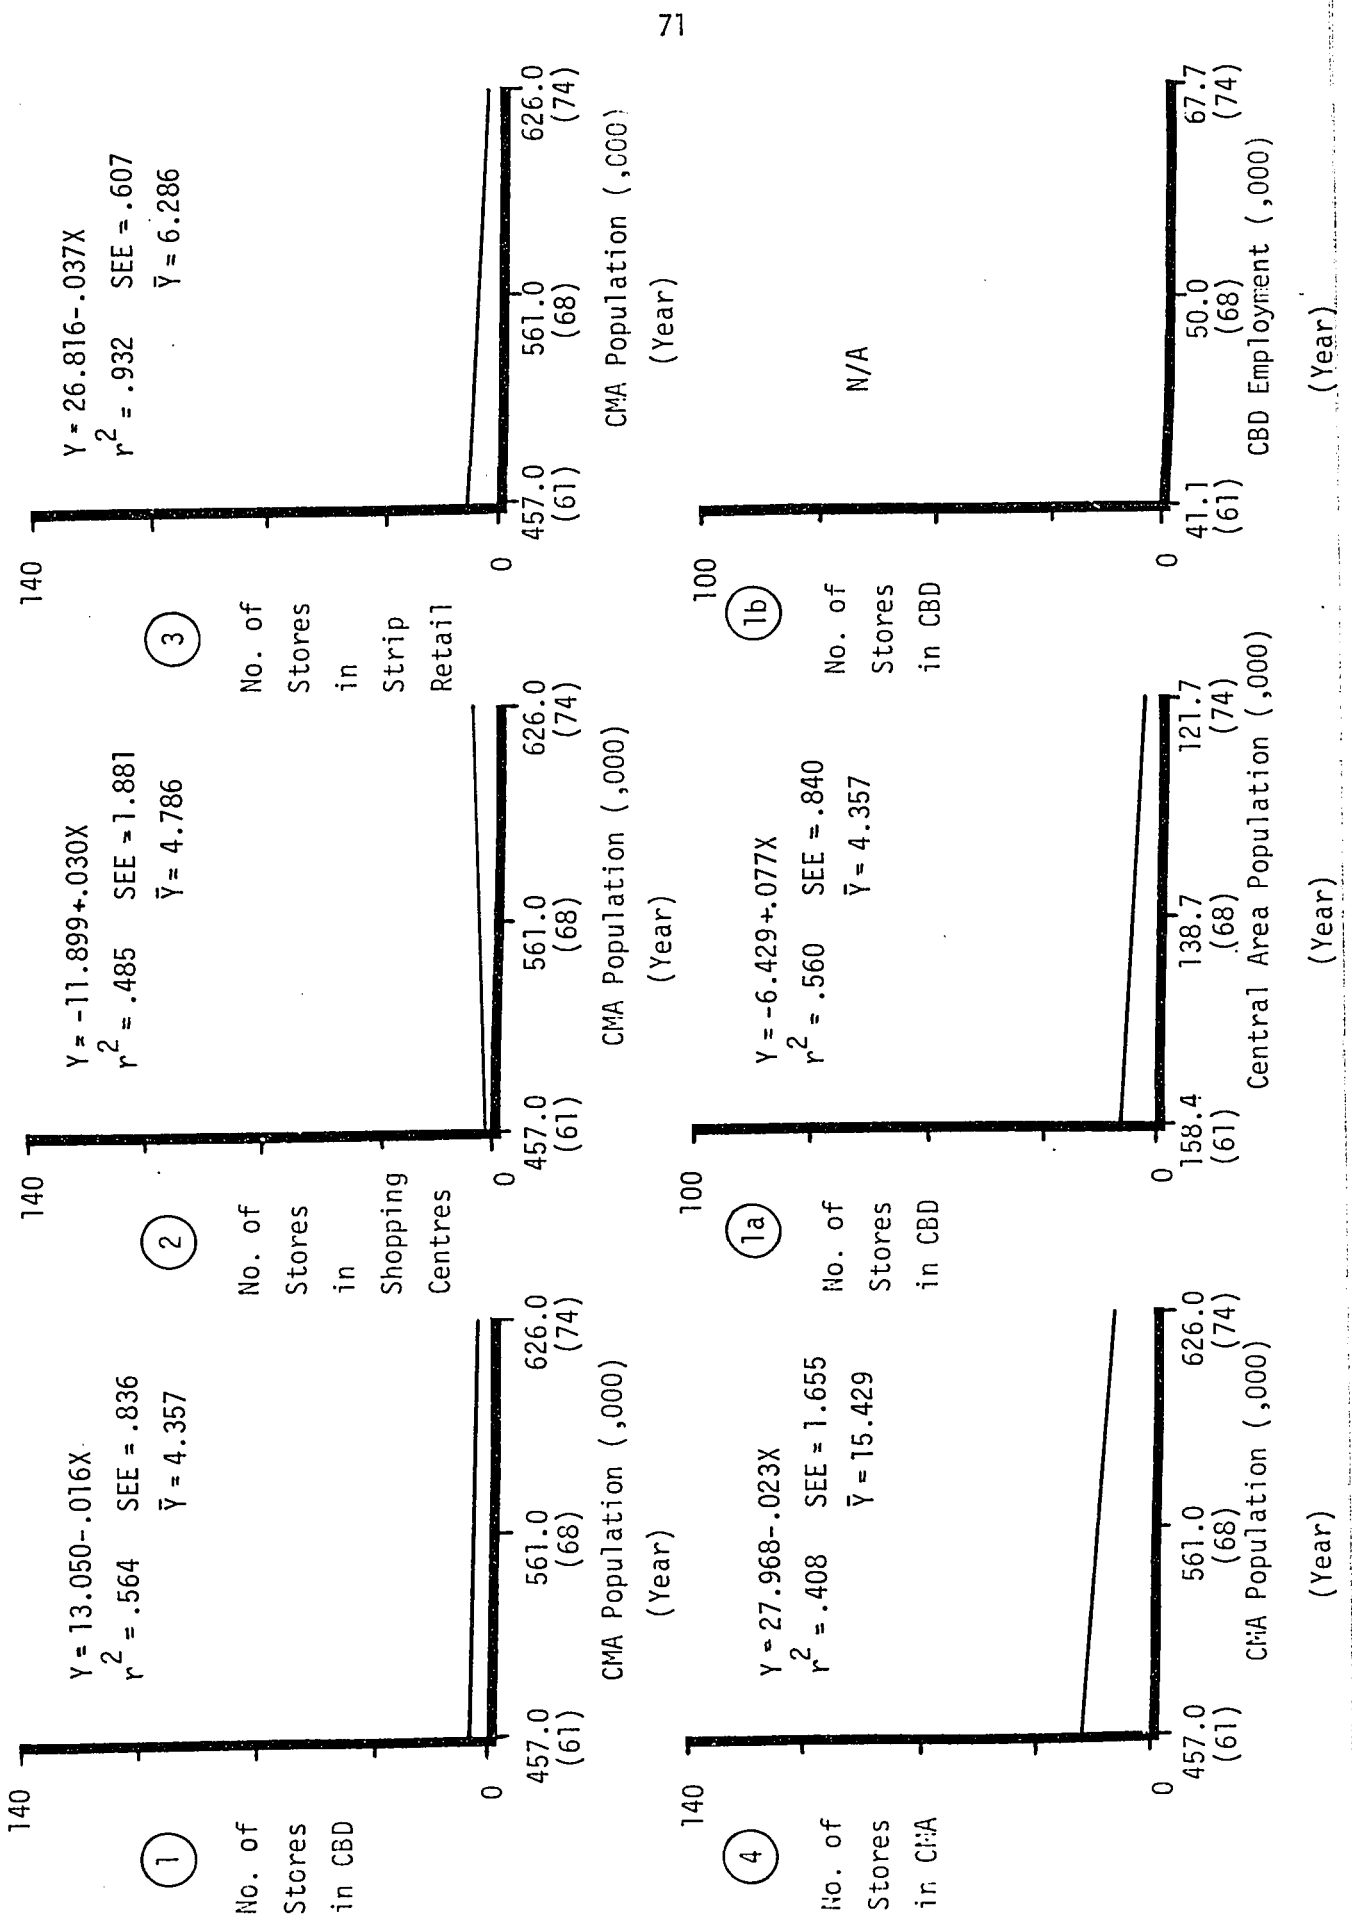 71
1
No. of
Stores
in CBD
140
0
Y = 13.050-.016X
r² = .564 SEE = .836
Ȳ = 4.357
457.0 561.0 626.0
(61) (68) (74)
CMA Population (,000)
(Year)
2
No. of
Stores
in
Shopping
Centres
140
0
Y = -11.899+.030X
r² = .485 SEE = 1.881
Ȳ = 4.786
457.0 561.0 626.0
(61) (68) (74)
CMA Population (,000)
(Year)
3
No. of
Stores
in
Strip
Retail
140
0
Y = 26.816-.037X
r² = .932 SEE = .607
Ȳ = 6.286
457.0 561.0 626.0
(61) (68) (74)
CMA Population (,000)
(Year)
4
No. of
Stores
in CMA
140
0
Y = 27.968-.023X
r² = .408 SEE = 1.655
Ȳ = 15.429
457.0 561.0 626.0
(61) (68) (74)
CMA Population (,000)
(Year)
1a
No. of
Stores
in CBD
100
0
Y = -6.429+.077X
r² = .560 SEE = .840
Ȳ = 4.357
158.4 138.7 121.7
(61) (68) (74)
Central Area Population (,000)
(Year)
1b
No. of
Stores
in CBD
100
0
N/A
41.1 50.0 67.7
(61) (68) (74)
CBD Employment (,000)
(Year)